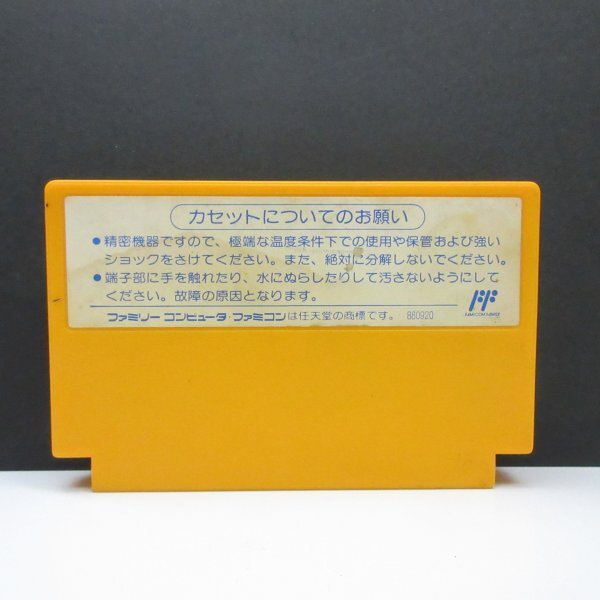 カセットについてのお願い
●精密機器ですので、極端な温度条件下での使用や保管および強い
ショックをさけてください。また、絶対に分解しないでください。
●端子部に手を触れたり、水にぬらしたりして汚さないようにして
ください。故障の原因となります。
ファミリーコンピュータ・ファミコンは任天堂の商標です。 880920
FF
FAMICOM FAMILY